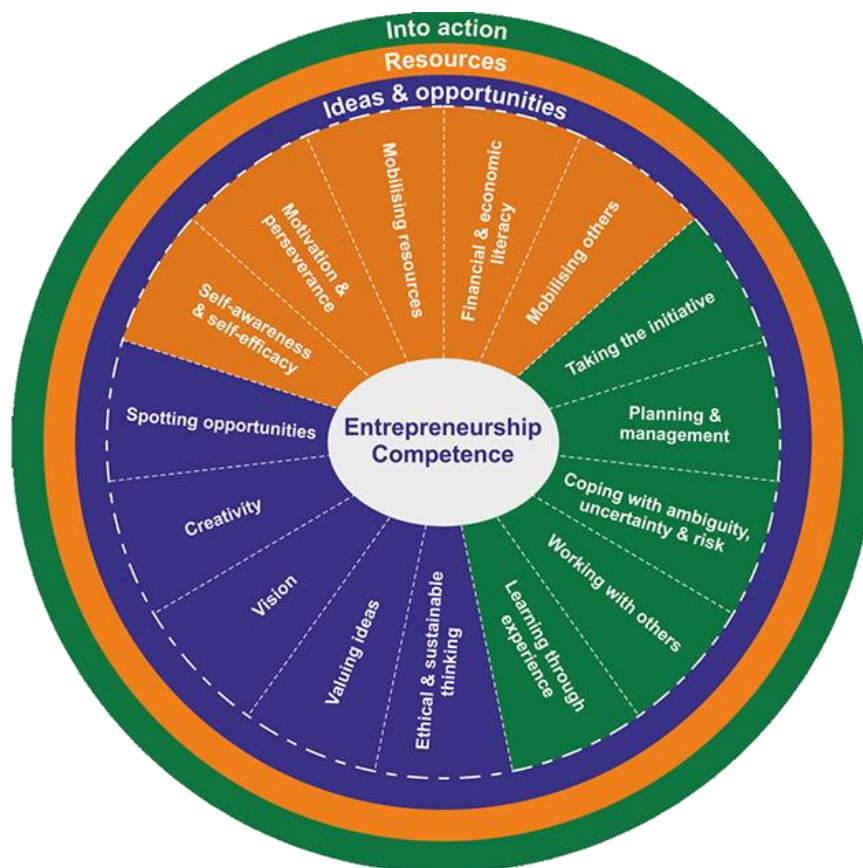 Into action
Resources
Ideas & opportunities
Mobilising resources
Financial & economic
literacy
Mobilising others
Taking the initiative
Planning &
management
Coping with ambiguity,
uncertainty & risk
Working with others
Learning through
experience
Ethical & sustainable
thinking
Valuing ideas
Vision
Creativity
Spotting opportunities
Self-awareness
& self-efficacy
Motivation &
perseverance
Entrepreneurship
Competence